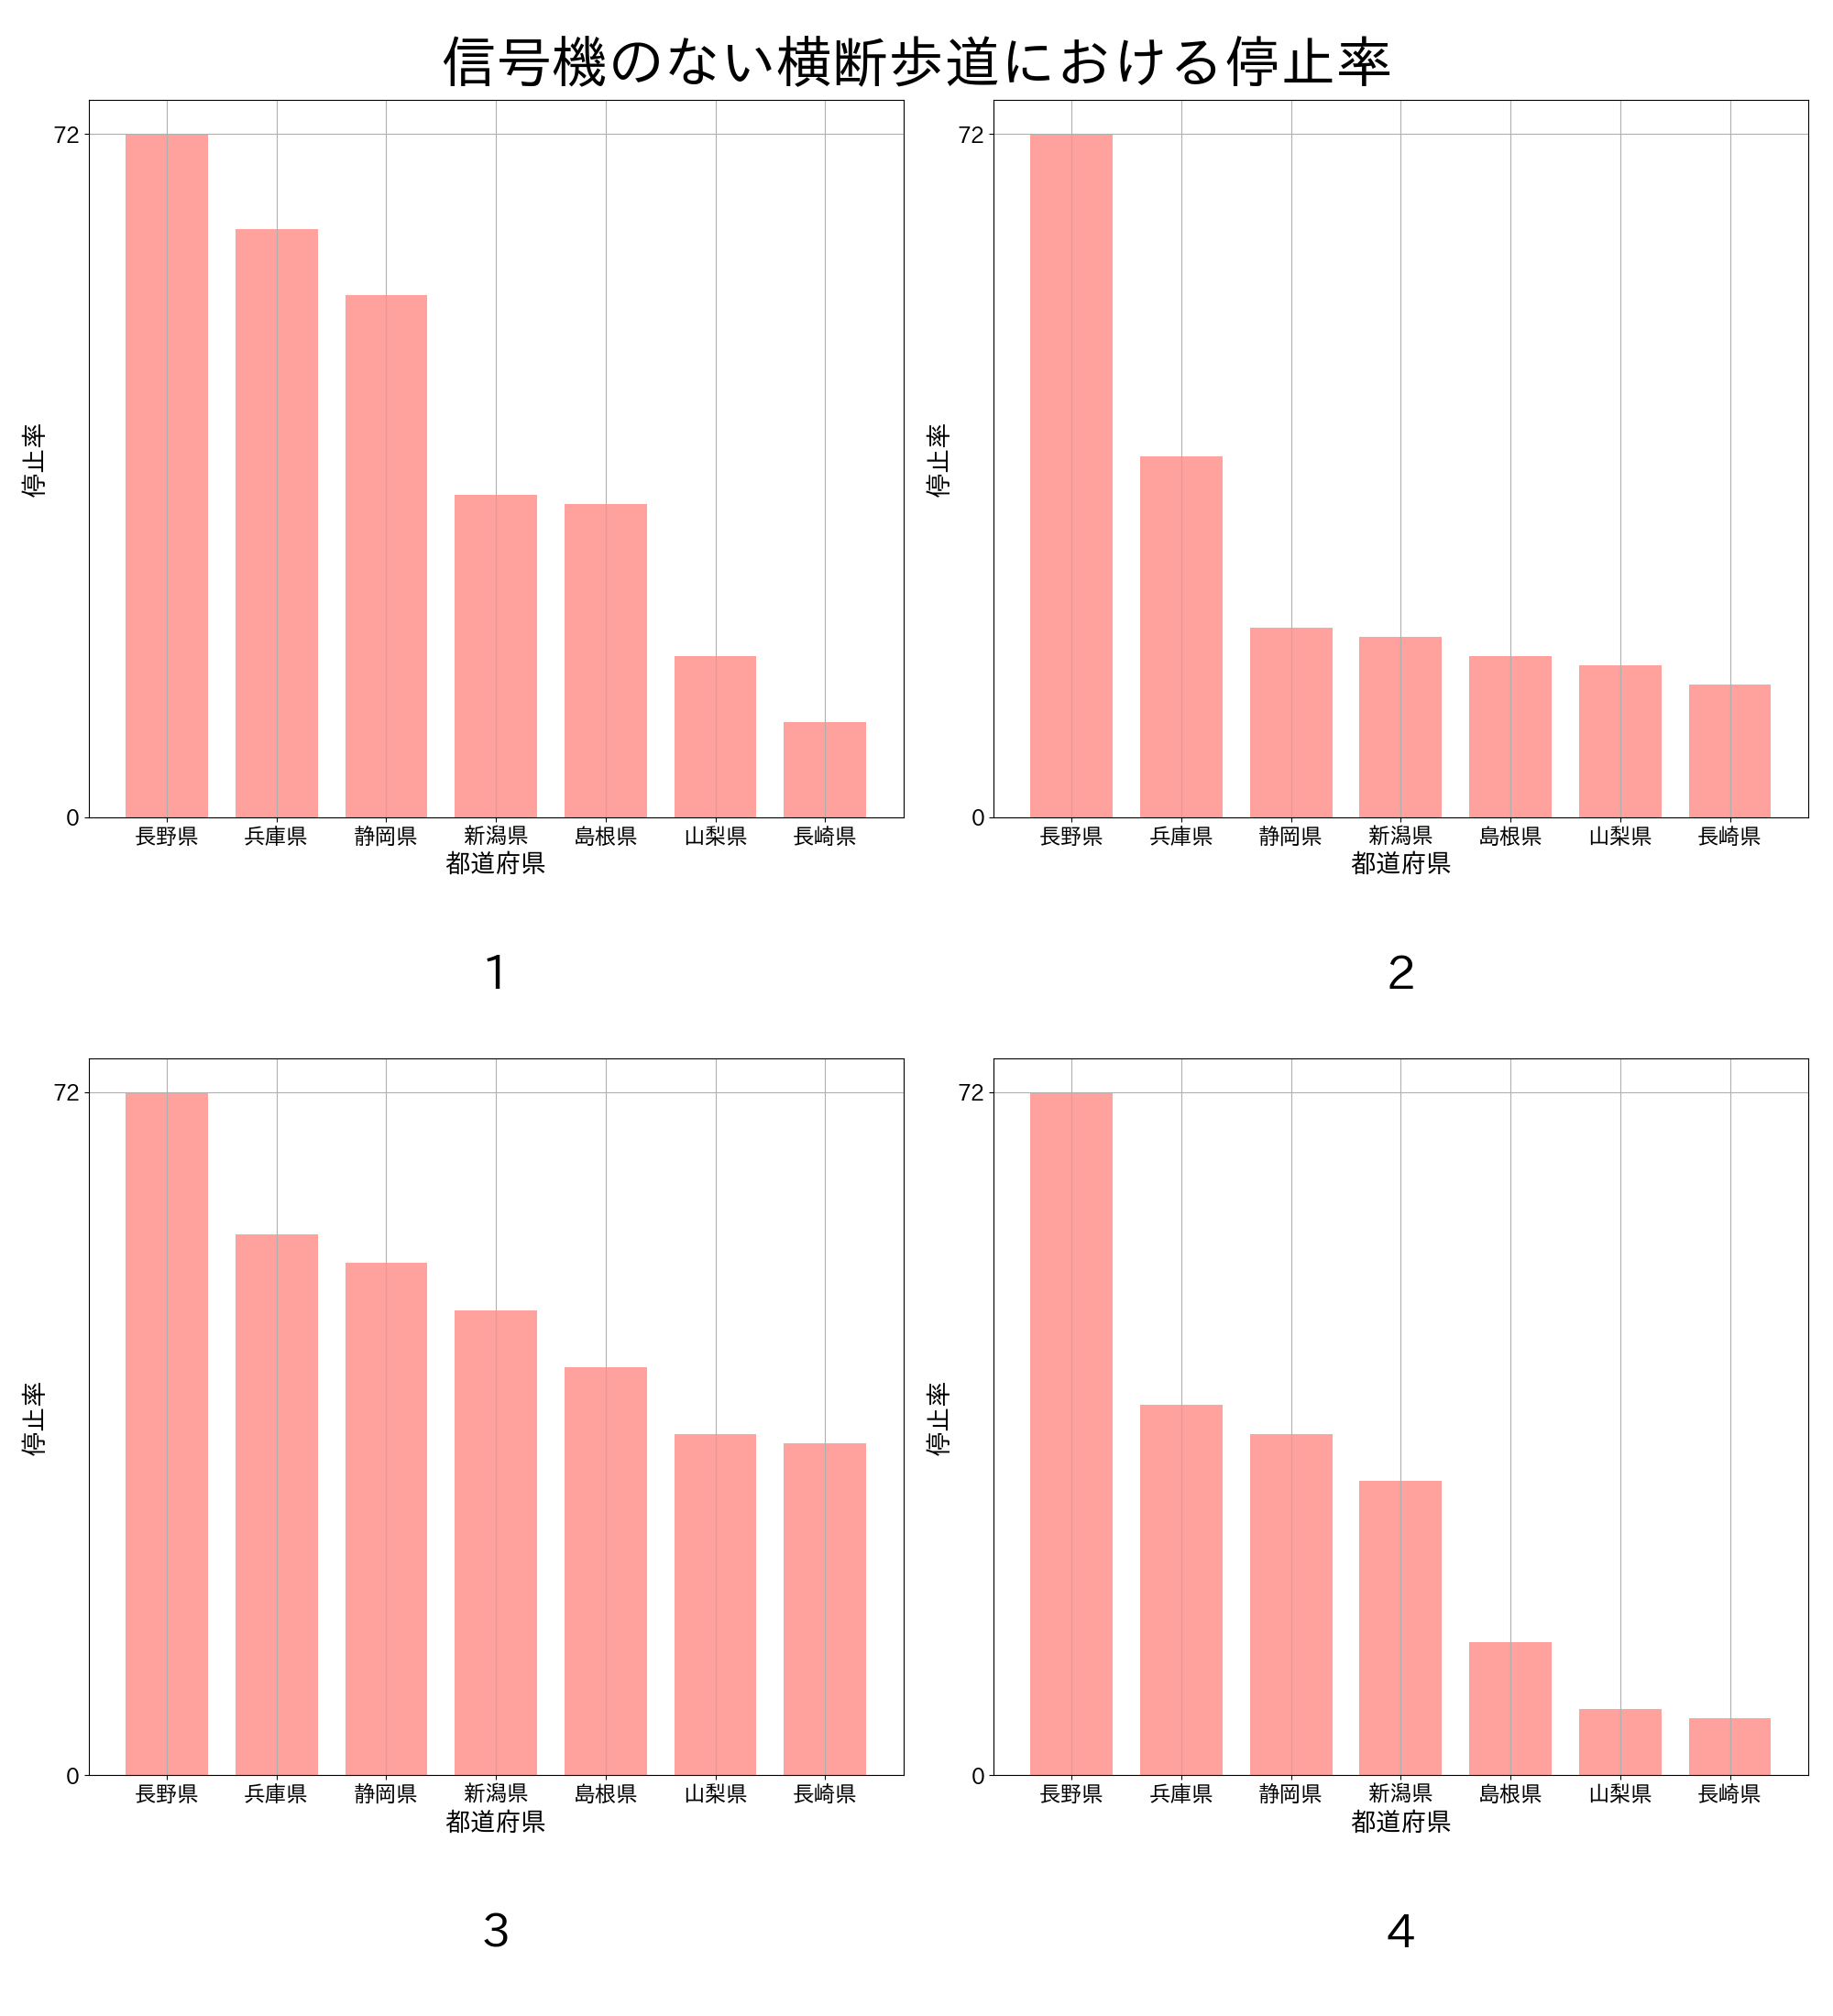 信号機のない横断歩道における停止率
72
0
停止率
長野県 兵庫県 静岡県 新潟県 島根県 山梨県 長崎県
都道府県
1
72
0
停止率
長野県 兵庫県 静岡県 新潟県 島根県 山梨県 長崎県
都道府県
2
72
0
停止率
長野県 兵庫県 静岡県 新潟県 島根県 山梨県 長崎県
都道府県
3
72
0
停止率
長野県 兵庫県 静岡県 新潟県 島根県 山梨県 長崎県
都道府県
4